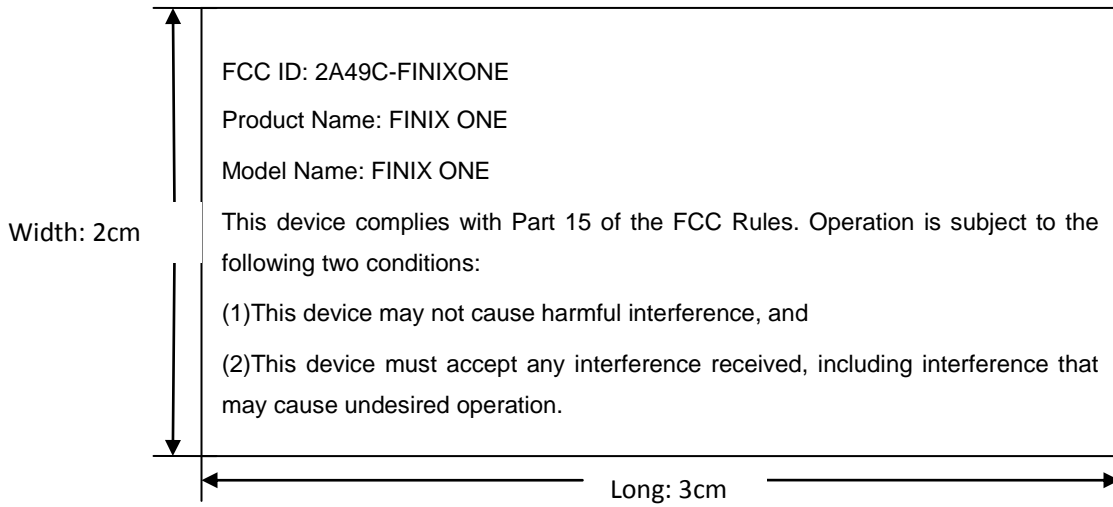 FCC ID: 2A49C-FINIXONE
Product Name: FINIX ONE
Model Name: FINIX ONE
Width: 2cm
This device complies with Part 15 of the FCC Rules. Operation is subject to the
following two conditions:
(1)This device may not cause harmful interference, and
(2)This device must accept any interference received, including interference that
may cause undesired operation.
Long: 3cm